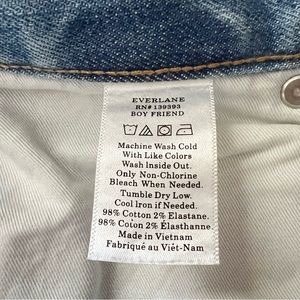 EVERLANE
RN# 139393
BOY FRIEND
Machine Wash Cold
With Like Colors
Wash Inside Out.
Only Non-Chlorine
Bleach When Needed.
Tumble Dry Low.
Cool Iron if Needed.
98% Cotton 2% Elastane.
98% Coton 2% Élasthanne.
Made in Vietnam
Fabriqué au Viêt-Nam